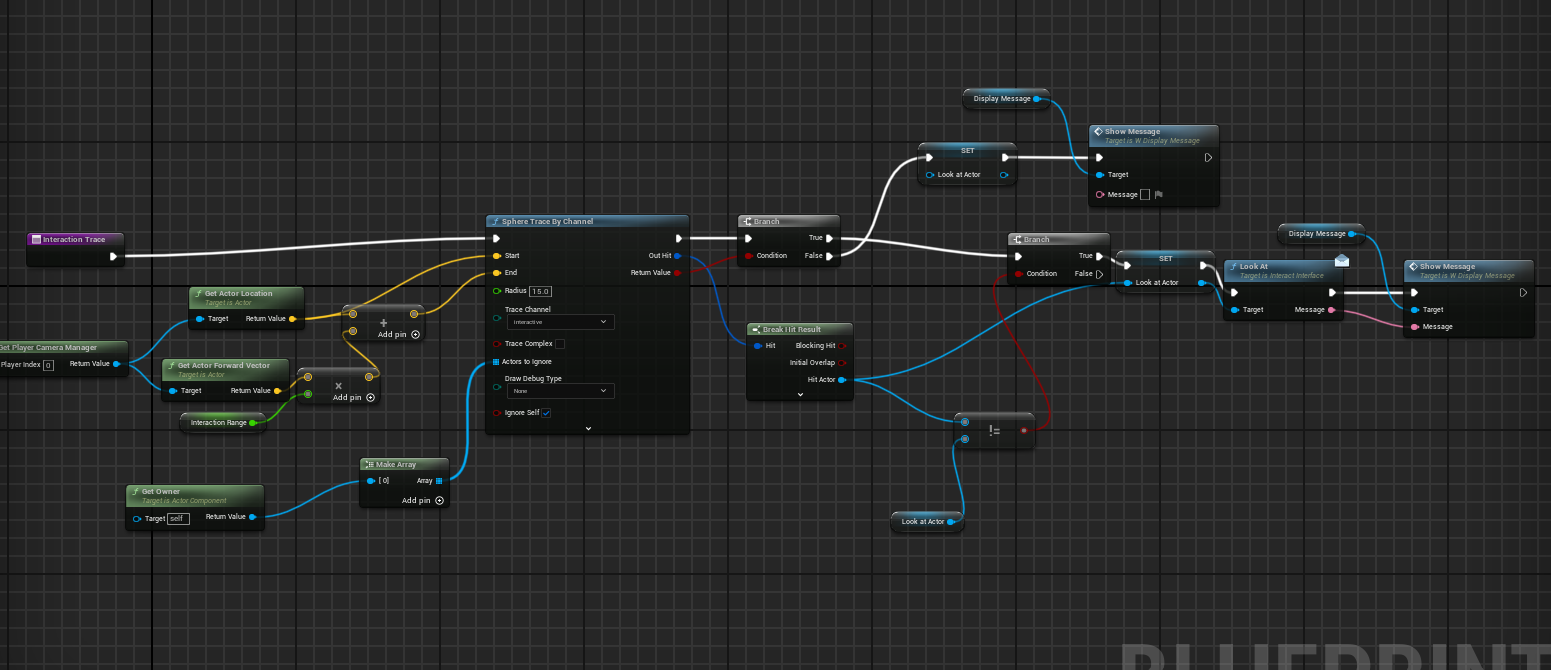 Display Message
Show Message
Target is W Display Message
Target
Message
SET
Look at Actor
Interaction Trace
Sphere Trace By Channel
Start
End
Radius 15.0
Trace Channel
Interactive
Trace Complex
Actors to Ignore
Draw Debug Type
None
Ignore Self
Out Hit
Return Value
Branch
Condition
True
False
Branch
Condition
True
False
SET
Look at Actor
Display Message
Look At
Target is Interact Interface
Target
Message
Show Message
Target is W Display Message
Target
Message
Get Actor Location
Target is Actor
Target
Return Value
+
Add pin
Get Player Camera Manager
Player Index 0
Return Value
Get Actor Forward Vector
Target is Actor
Target
Return Value
×
Add pin
Interaction Range
Break Hit Result
Hit
Blocking Hit
Initial Overlap
Hit Actor
!=
Look at Actor
Make Array
[0]
Array
Add pin
Get Owner
Target is Actor Component
Target self
Return Value
BLUEPRINT